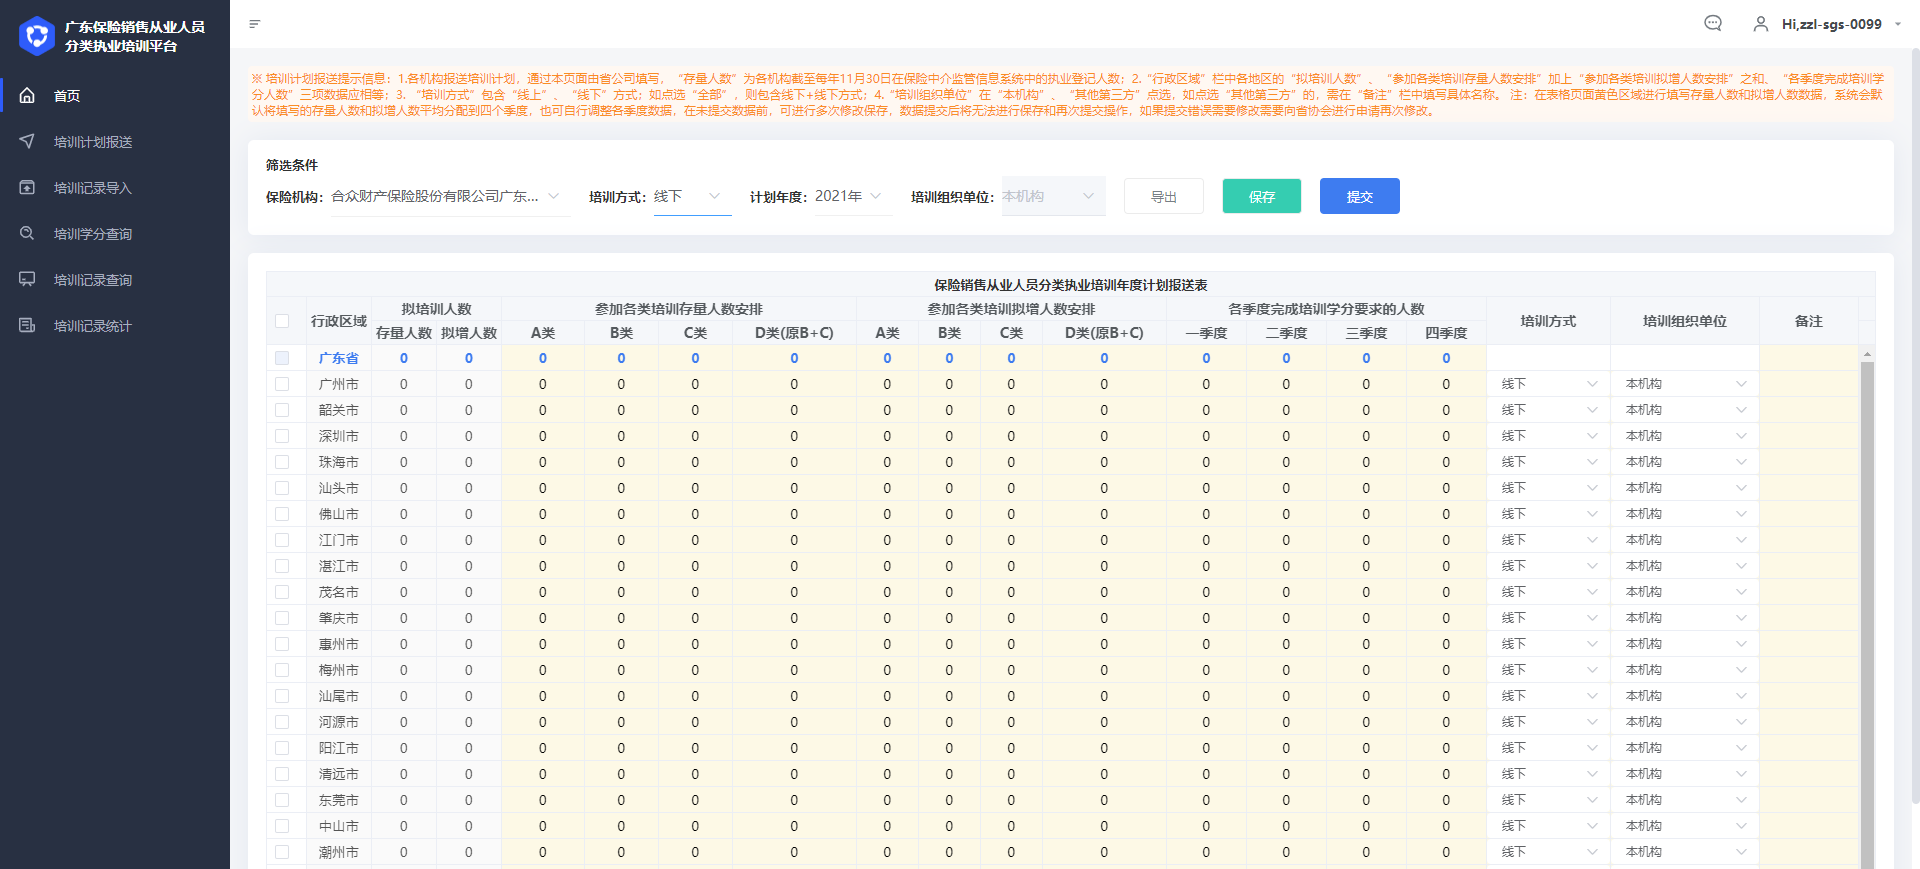 广东保险销售从业人员
分类执业培训平台
Hi,zzl-sgs-0099
首页
培训计划报送
培训记录导入
培训学分查询
培训记录查询
培训记录统计
※ 培训计划报送提示信息：1.各机构报送培训计划，通过本页面由省公司填写，“存量人数”为各机构截至每年11月30日在保险中介监管信息系统中的执业登记人数；2.“行政区域”栏中各地区的“拟培训人数”、“参加各类培训存量人数安排”加上“参加各类培训拟增人数安排”之和、“各季度完成培训学
分人数”三项数据应相等；3. “培训方式”包含“线上”、“线下”方式；如点选“全部”，则包含线下+线下方式；4.“培训组织单位”在“本机构”、“其他第三方”点选，如点选“其他第三方”的，需在“备注”栏中填写具体名称。 注：在表格页面黄色区域进行填写存量人数和拟增人数数据，系统会默
认将填写的存量人数和拟增人数平均分配到四个季度，也可自行调整各季度数据，在未提交数据前，可进行多次修改保存，数据提交后将无法进行保存和再次提交操作，如果提交错误需要修改需要向省协会进行申请再次修改。
筛选条件
保险机构： 合众财产保险股份有限公司广东... 培训方式： 线下 计划年度： 2021年 培训组织单位： 本机构 导出 保存 提交
保险销售从业人员分类执业培训年度计划报送表
行政区域 拟培训人数 参加各类培训存量人数安排 参加各类培训拟增人数安排 各季度完成培训学分要求的人数 培训方式 培训组织单位 备注
存量人数 拟增人数 A类 B类 C类 D类(原B+C) A类 B类 C类 D类(原B+C) 一季度 二季度 三季度 四季度
广东省 0 0 0 0 0 0 0 0 0 0 0 0 0 0
广州市 0 0 0 0 0 0 0 0 0 0 0 0 0 0 线下 本机构
韶关市 0 0 0 0 0 0 0 0 0 0 0 0 0 0 线下 本机构
深圳市 0 0 0 0 0 0 0 0 0 0 0 0 0 0 线下 本机构
珠海市 0 0 0 0 0 0 0 0 0 0 0 0 0 0 线下 本机构
汕头市 0 0 0 0 0 0 0 0 0 0 0 0 0 0 线下 本机构
佛山市 0 0 0 0 0 0 0 0 0 0 0 0 0 0 线下 本机构
江门市 0 0 0 0 0 0 0 0 0 0 0 0 0 0 线下 本机构
湛江市 0 0 0 0 0 0 0 0 0 0 0 0 0 0 线下 本机构
茂名市 0 0 0 0 0 0 0 0 0 0 0 0 0 0 线下 本机构
肇庆市 0 0 0 0 0 0 0 0 0 0 0 0 0 0 线下 本机构
惠州市 0 0 0 0 0 0 0 0 0 0 0 0 0 0 线下 本机构
梅州市 0 0 0 0 0 0 0 0 0 0 0 0 0 0 线下 本机构
汕尾市 0 0 0 0 0 0 0 0 0 0 0 0 0 0 线下 本机构
河源市 0 0 0 0 0 0 0 0 0 0 0 0 0 0 线下 本机构
阳江市 0 0 0 0 0 0 0 0 0 0 0 0 0 0 线下 本机构
清远市 0 0 0 0 0 0 0 0 0 0 0 0 0 0 线下 本机构
东莞市 0 0 0 0 0 0 0 0 0 0 0 0 0 0 线下 本机构
中山市 0 0 0 0 0 0 0 0 0 0 0 0 0 0 线下 本机构
潮州市 0 0 0 0 0 0 0 0 0 0 0 0 0 0 线下 本机构